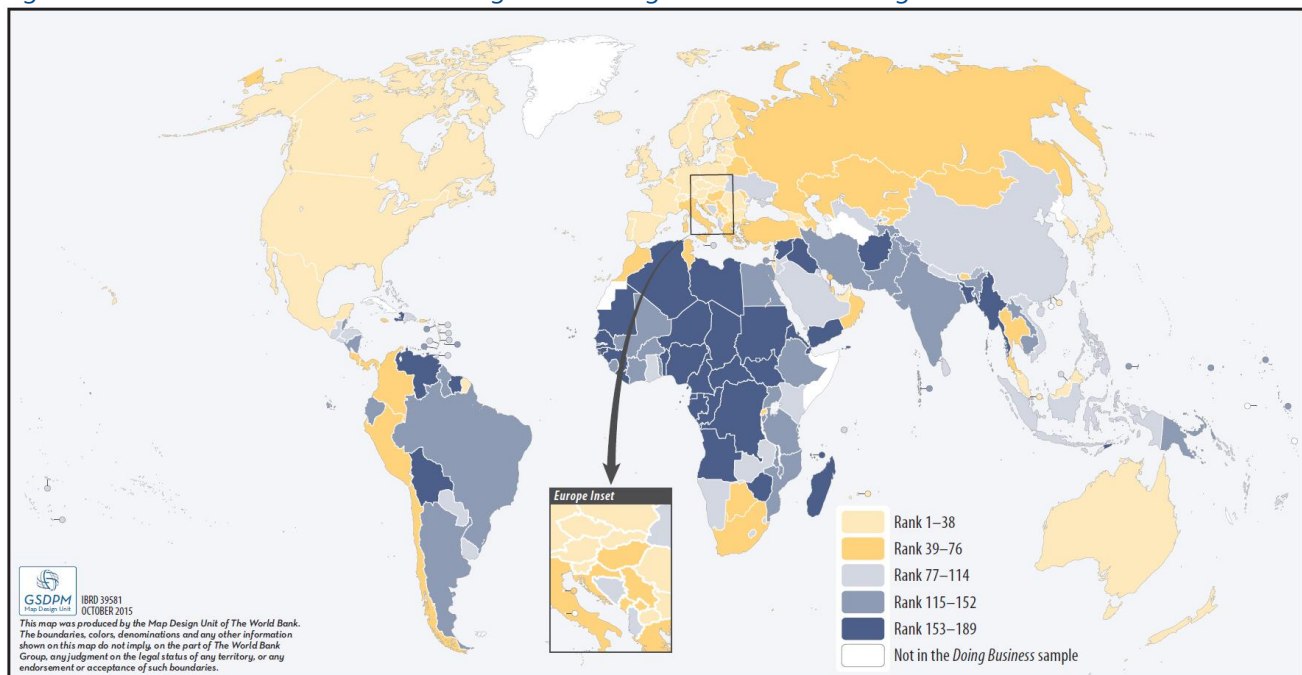 Europe Inset
Rank 1–38
Rank 39–76
Rank 77–114
Rank 115–152
Rank 153–189
Not in the Doing Business sample
GSDPM
Map Design Unit
IBRD 39581
OCTOBER 2015
This map was produced by the Map Design Unit of The World Bank.
The boundaries, colors, denominations and any other information
shown on this map do not imply, on the part of The World Bank
Group, any judgment on the legal status of any territory, or any
endorsement or acceptance of such boundaries.